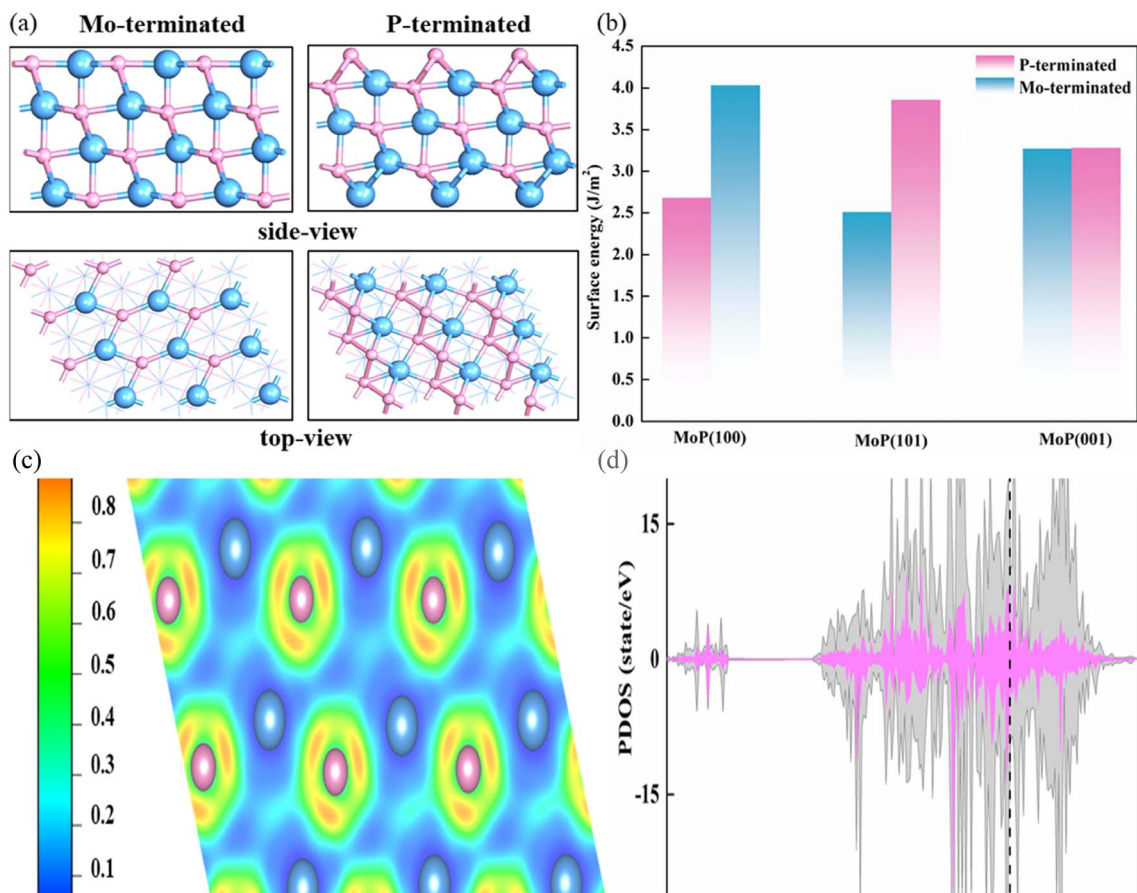 (a)
Mo-terminated
P-terminated
side-view
top-view
(b)
4.5
4.0
3.5
3.0
2.5
2.0
1.5
1.0
0.5
0.0
Surface energy (J/m²)
P-terminated
Mo-terminated
MoP(100)
MoP(101)
MoP(001)
(c)
0.8
0.7
0.6
0.5
0.4
0.3
0.2
0.1
(d)
PDOS (state/eV)
15
0
-15